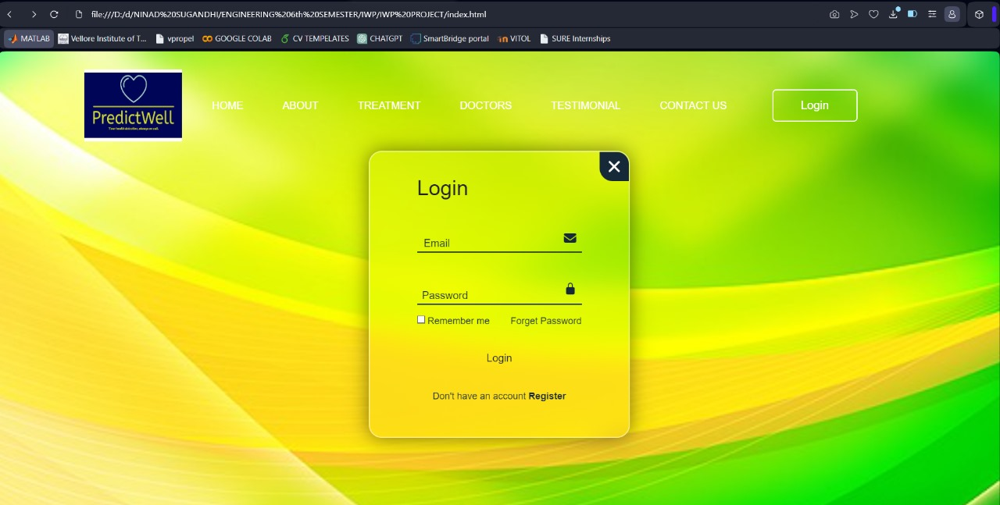 file:///D:/d/NINAD%20SUGANDHI/ENGINEERING%206th%20SEMESTER/IWP/IWP%20PROJECT/index.html
MATLAB Vellore Institute of T... vpropel GOOGLE COLAB CV TEMPELATES CHATGPT SmartBridge portal VITOL SURE Internships
PredictWell
HOME ABOUT TREATMENT DOCTORS TESTIMONIAL CONTACT US Login
Login
Email
Password
Remember me Forget Password
Login
Don't have an account Register